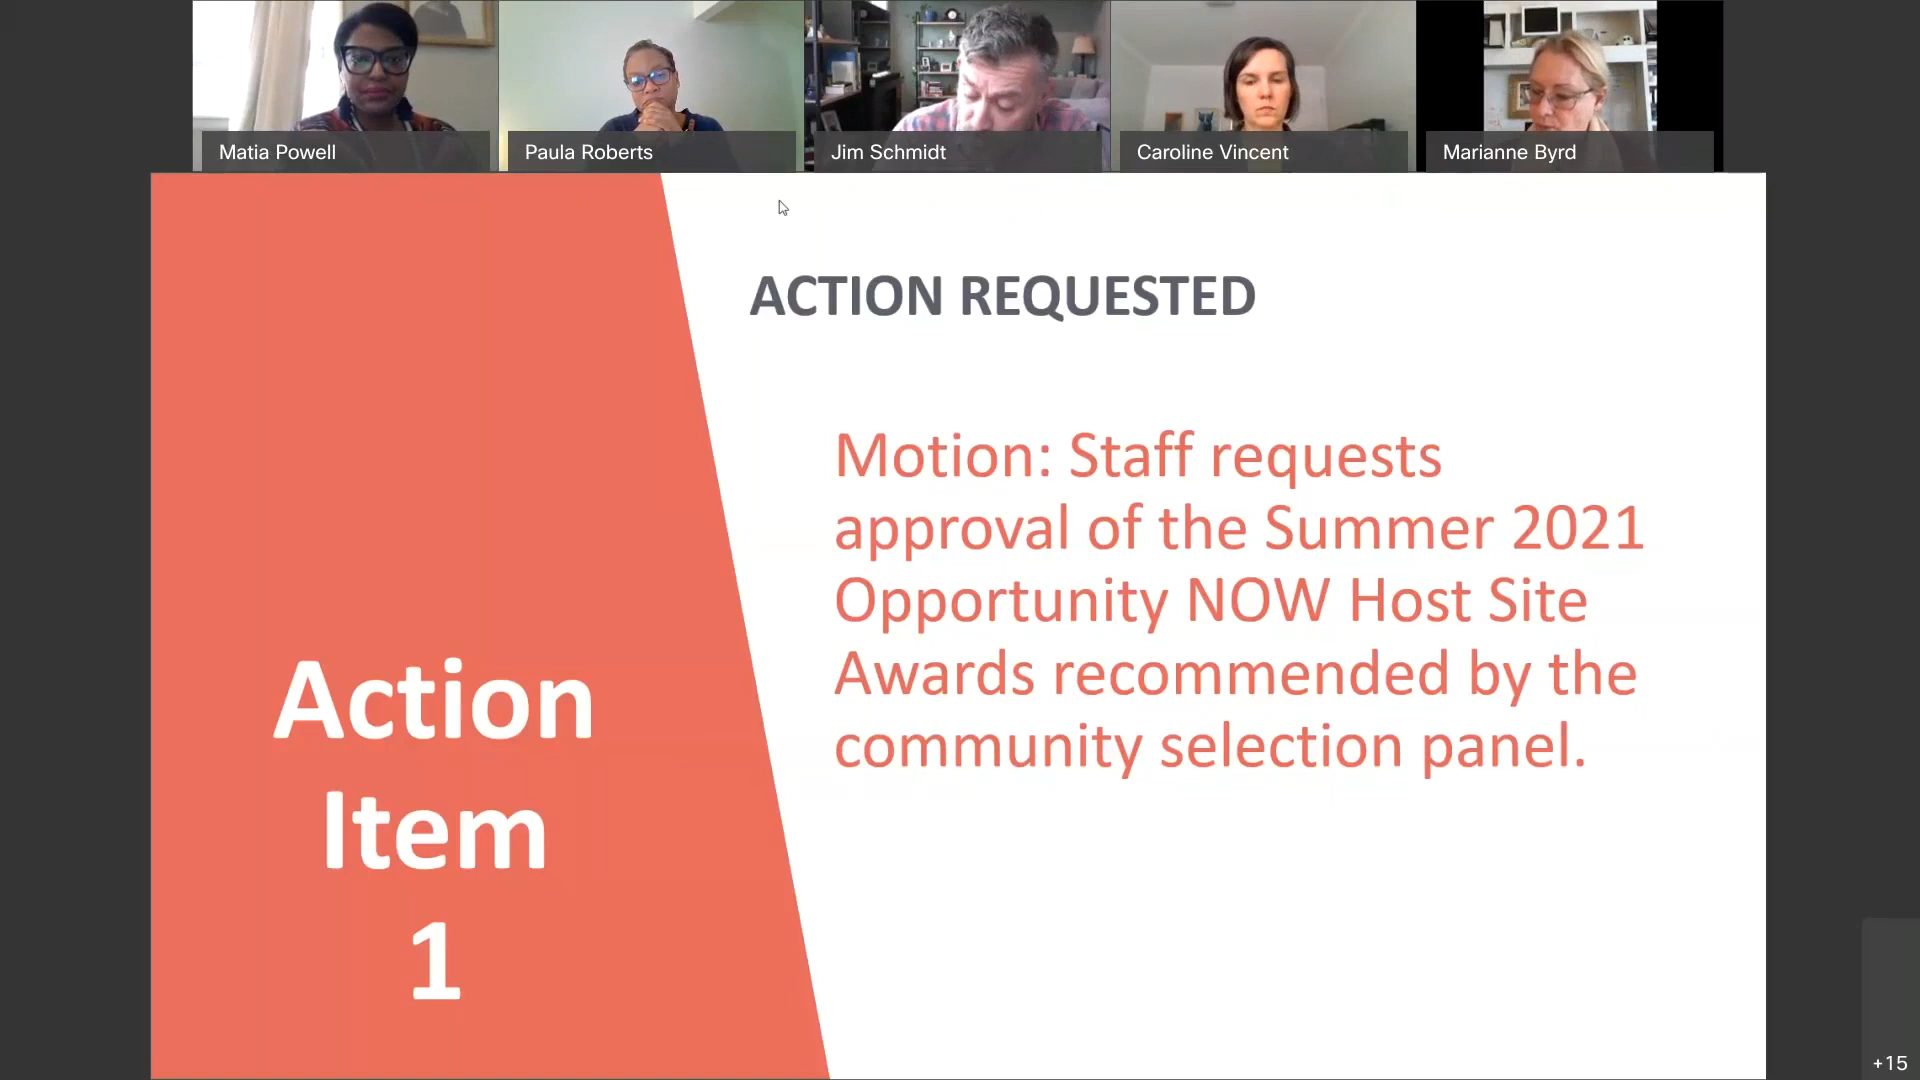 Matia Powell
Paula Roberts
Jim Schmidt
Caroline Vincent
Marianne Byrd
ACTION REQUESTED
Motion: Staff requests
approval of the Summer 2021
Opportunity NOW Host Site
Awards recommended by the
community selection panel.
Action
Item
1
+15